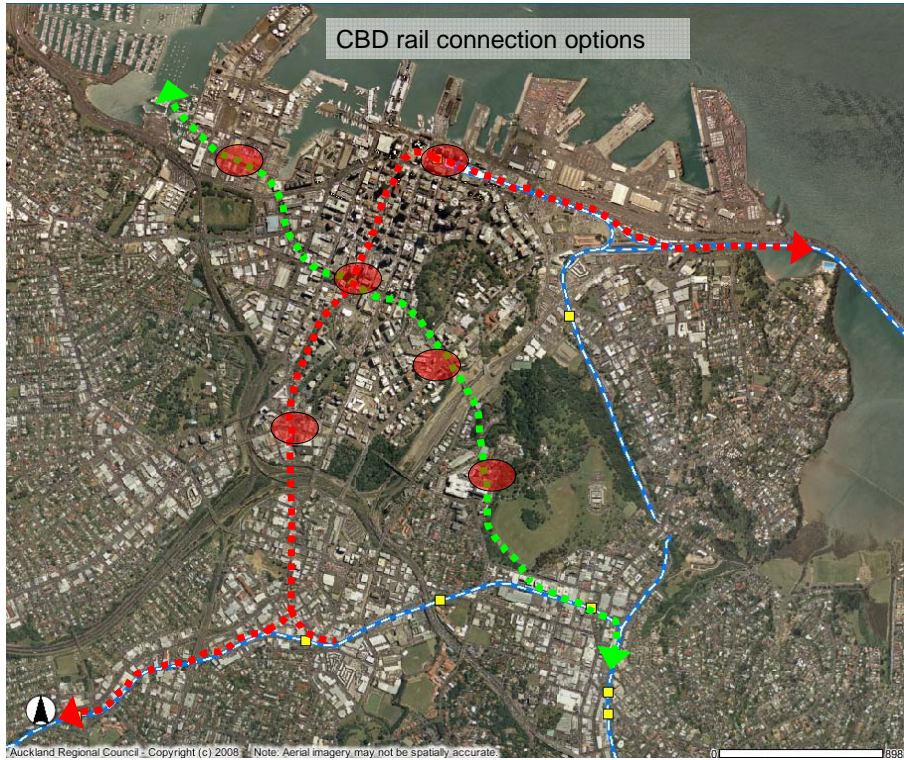 CBD rail connection options
Auckland Regional Council - Copyright (c) 2008 Note: Aerial imagery may not be spatially accurate.
0 898